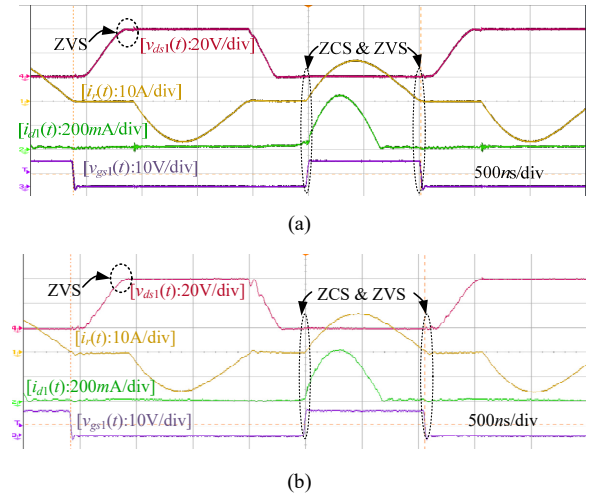 ZVS
[v_ds1(t):20V/div]
ZCS & ZVS
[i_r(t):10A/div]
[i_d1(t):200mA/div]
[v_gs1(t):10V/div]
500ns/div
(a)
ZVS
[v_ds1(t):20V/div]
ZCS & ZVS
[i_r(t):10A/div]
[i_d1(t):200mA/div]
[v_gs1(t):10V/div]
500ns/div
(b)